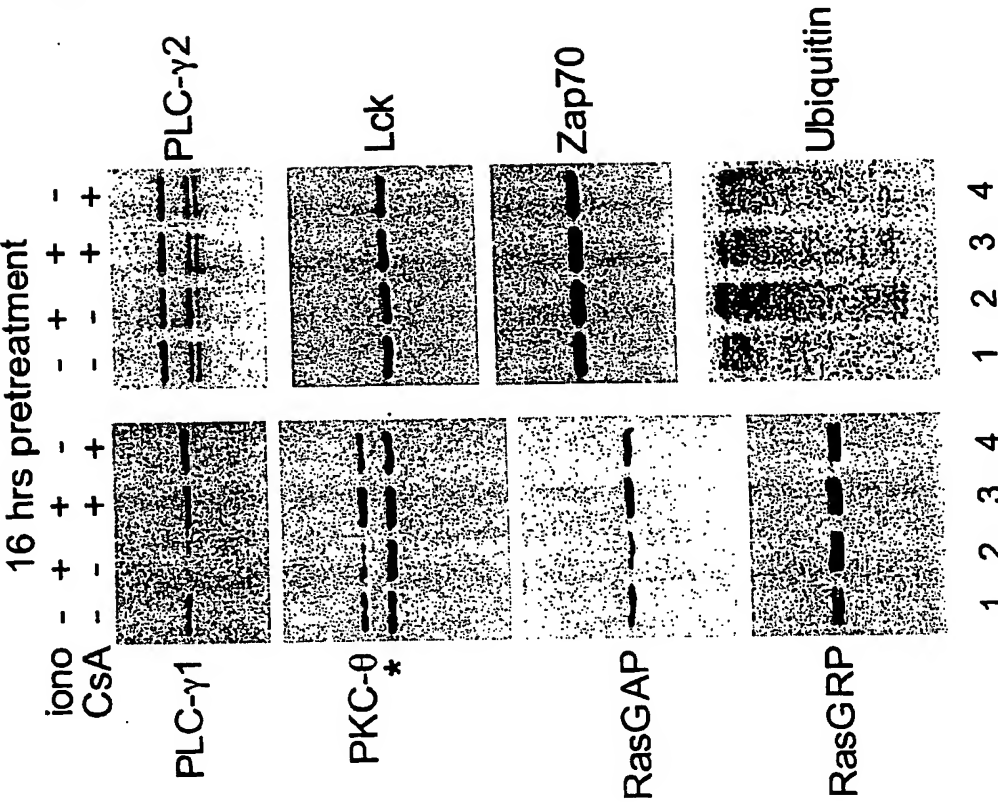 16 hrs pretreatment
iono - + + - - + + -
CsA - - + + - - + +
PLC-γ1
PLC-γ2
PKC-θ
*
Lck
RasGAP
Zap70
RasGRP
Ubiquitin
1 2 3 4 1 2 3 4